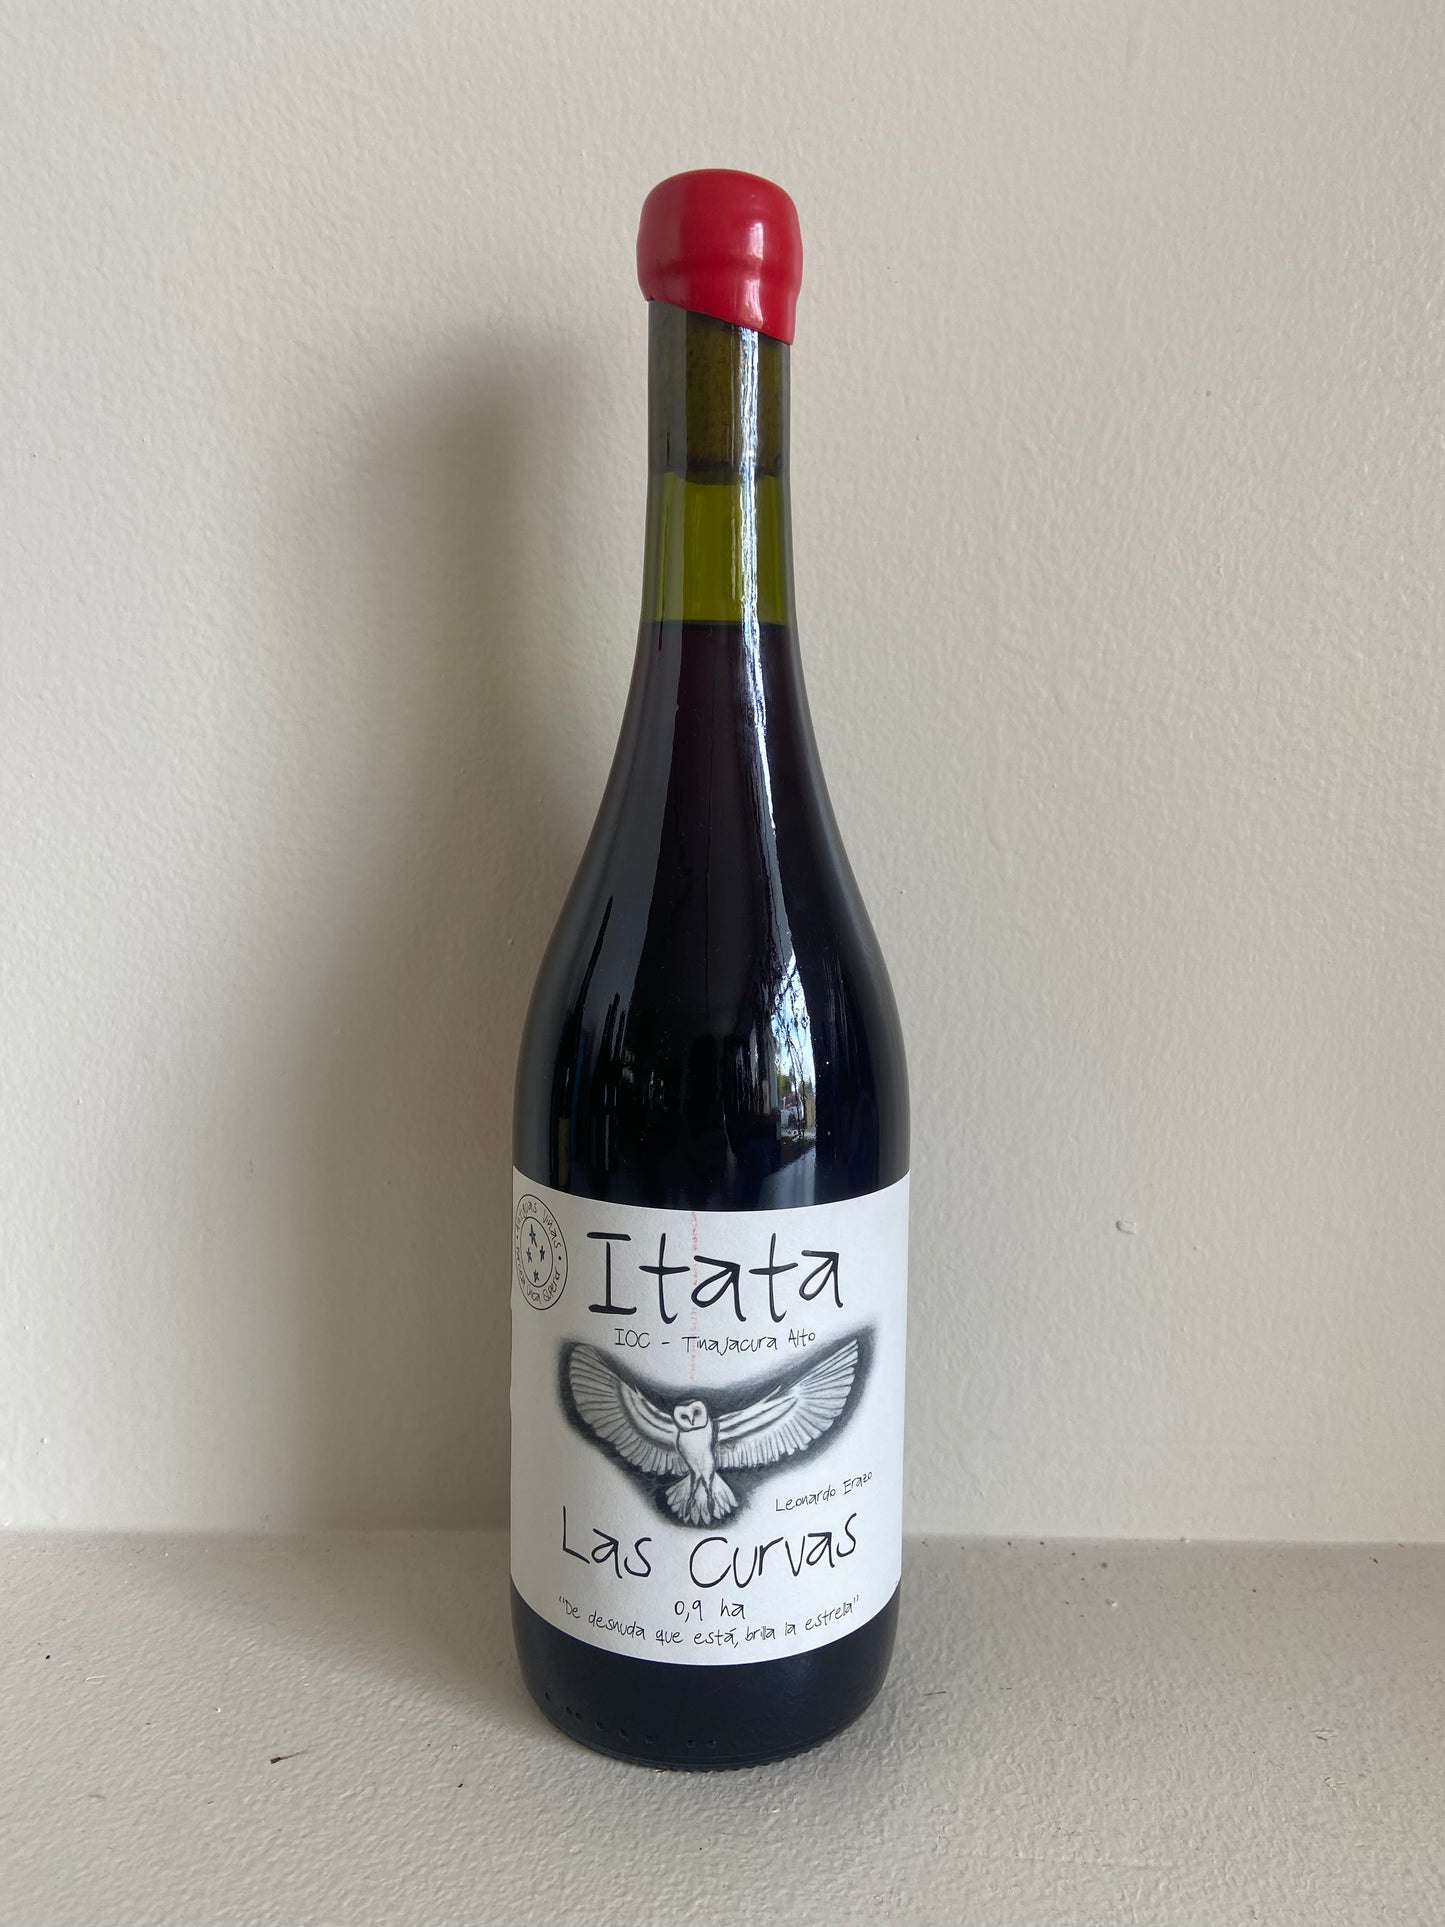 Itata
IOC - Tinajacura Alto
Leonardo Erazo
Las Curvas
0,9 ha
"De desnuda que está, brilla la estrella"